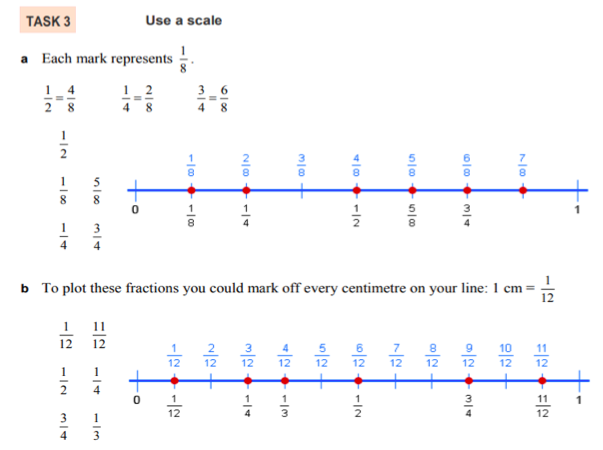 TASK 3 Use a scale
a Each mark represents 1/8 .
1/2 = 4/8 1/4 = 2/8 3/4 = 6/8
1/2
1/8 5/8
1/4 3/4
1/8 2/8 3/8 4/8 5/8 6/8 7/8
0 1/8 1/4 1/2 5/8 3/4 1
b To plot these fractions you could mark off every centimetre on your line: 1 cm = 1/12
1/12 11/12
1/2 1/4
3/4 1/3
1/12 2/12 3/12 4/12 5/12 6/12 7/12 8/12 9/12 10/12 11/12
0 1/12 1/4 1/3 1/2 3/4 11/12 1